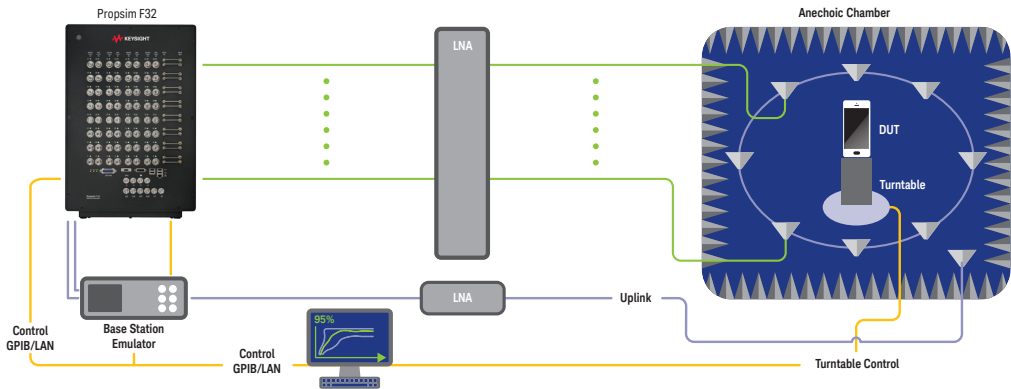 Propsim F32
KEYSIGHT
LNA
Anechoic Chamber
DUT
Turntable
LNA
Uplink
Base Station
Emulator
Control
GPIB/LAN
Control
GPIB/LAN
95%
Turntable Control